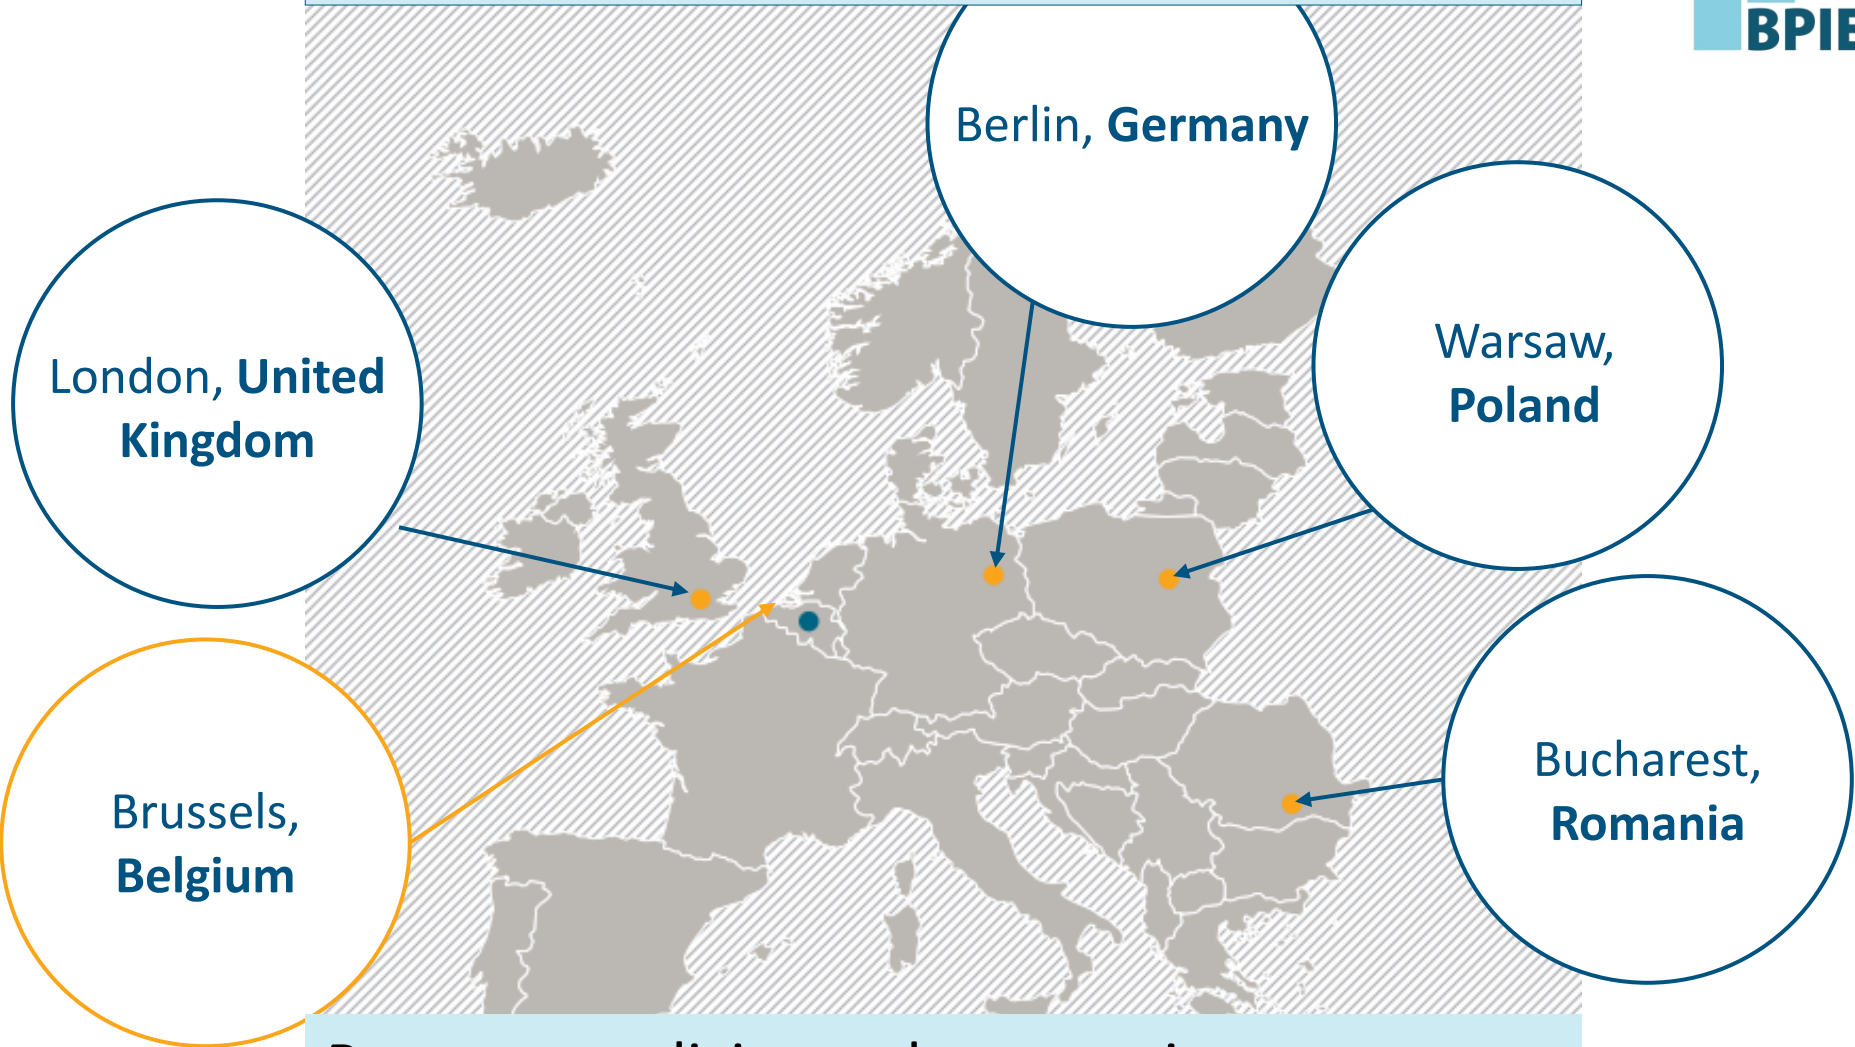 BPIE
Berlin, Germany
Warsaw,
Poland
London, United
Kingdom
Bucharest,
Romania
Brussels,
Belgium